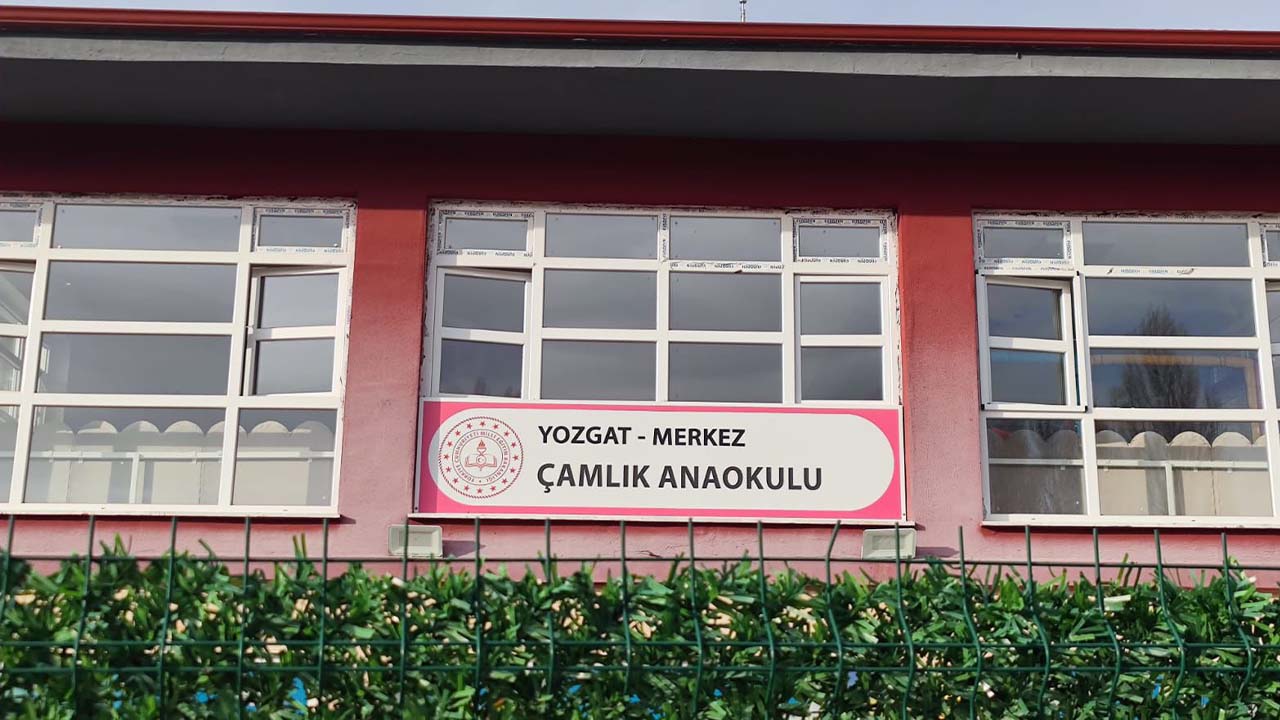 YOZGAT - MERKEZ
ÇAMLIK ANAOKULU